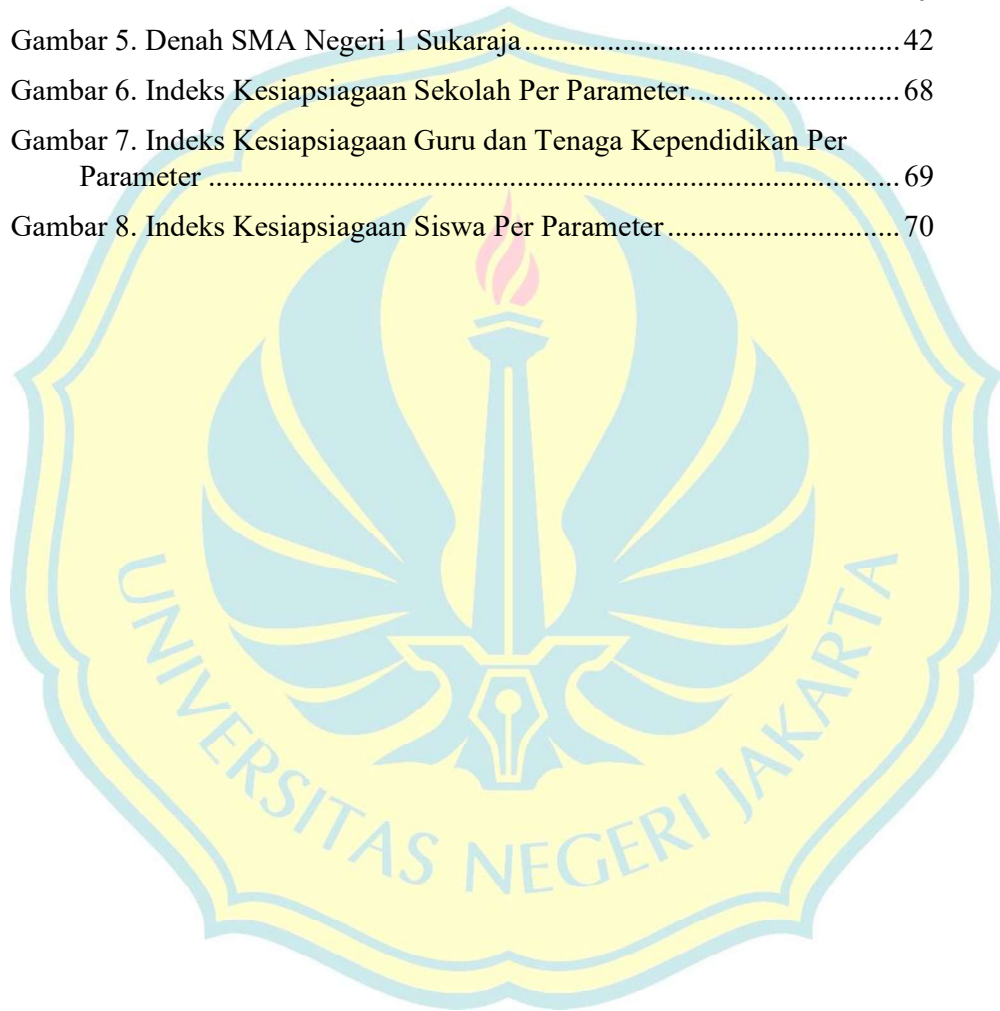 Gambar 5. Denah SMA Negeri 1 Sukaraja................................................ 42
Gambar 6. Indeks Kesiapsiagaan Sekolah Per Parameter........................... 68
Gambar 7. Indeks Kesiapsiagaan Guru dan Tenaga Kependidikan Per
Parameter ........................................................................................ 69
Gambar 8. Indeks Kesiapsiagaan Siswa Per Parameter.............................. 70
UNIVERSITAS NEGERI JAKARTA